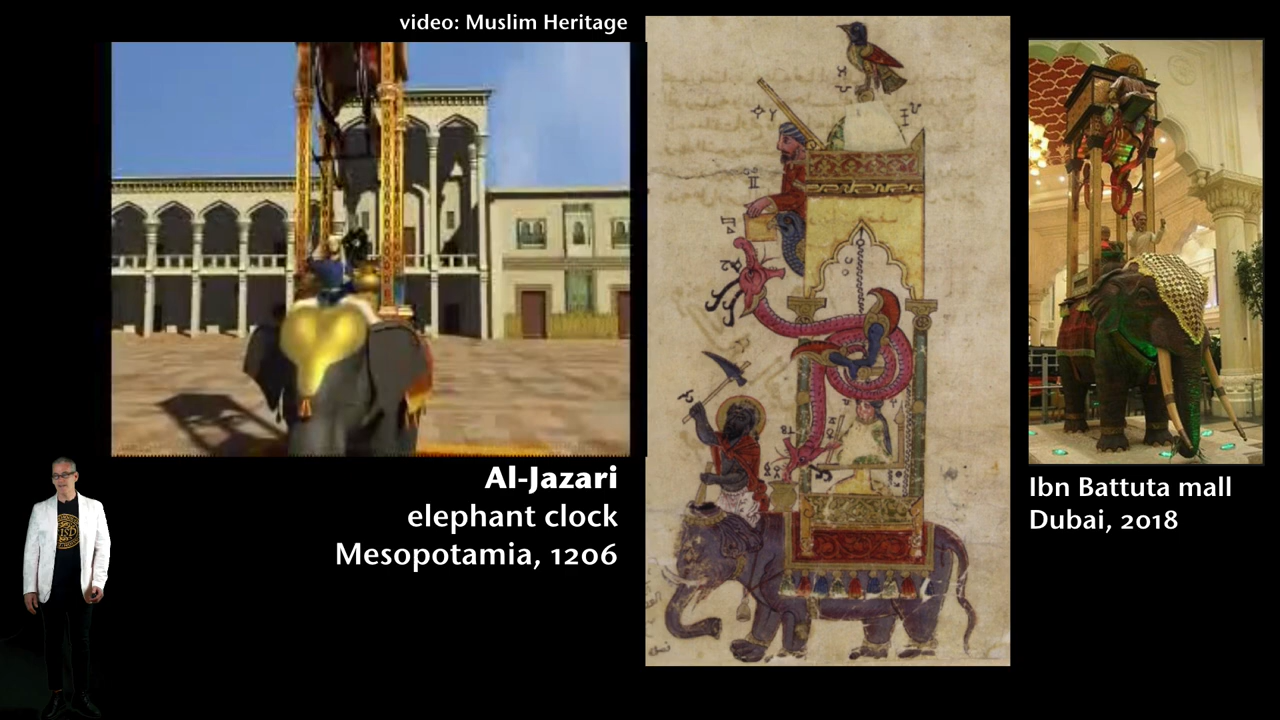 video: Muslim Heritage
Al-Jazari
elephant clock
Mesopotamia, 1206
Ibn Battuta mall
Dubai, 2018